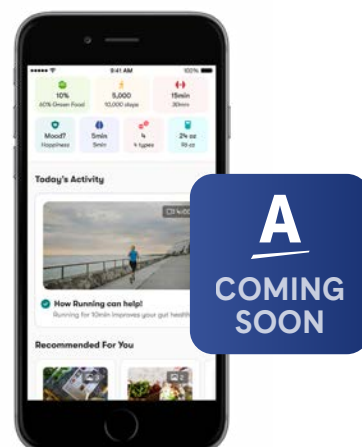 9:41 AM
100%
10%
5,000
15min
60% Green Food
10,000 steps
30min
Mood?
5min
4
24 oz
Happiness
5min
4 types
96 oz
Today's Activity
How Running can help!
Running for 10min improves your gut health
Recommended For You
A
COMING
SOON